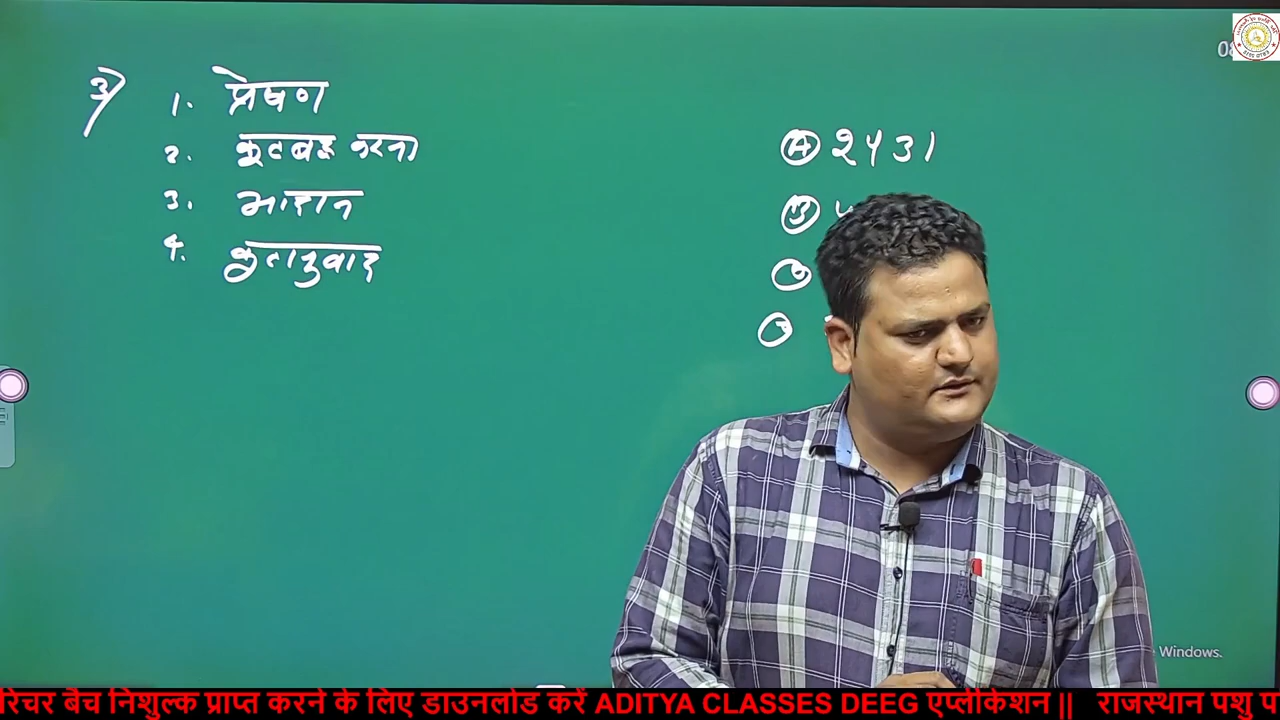 3)
1. प्रेषण
2. कूटबद्ध करना
3. आदान
4. कूटानुवाद
A 2431
B
Windows.
रिचर बैच निशुल्क प्राप्त करने के लिए डाउनलोड करें ADITYA CLASSES DEEG एप्लीकेशन || राजस्थान पशु प